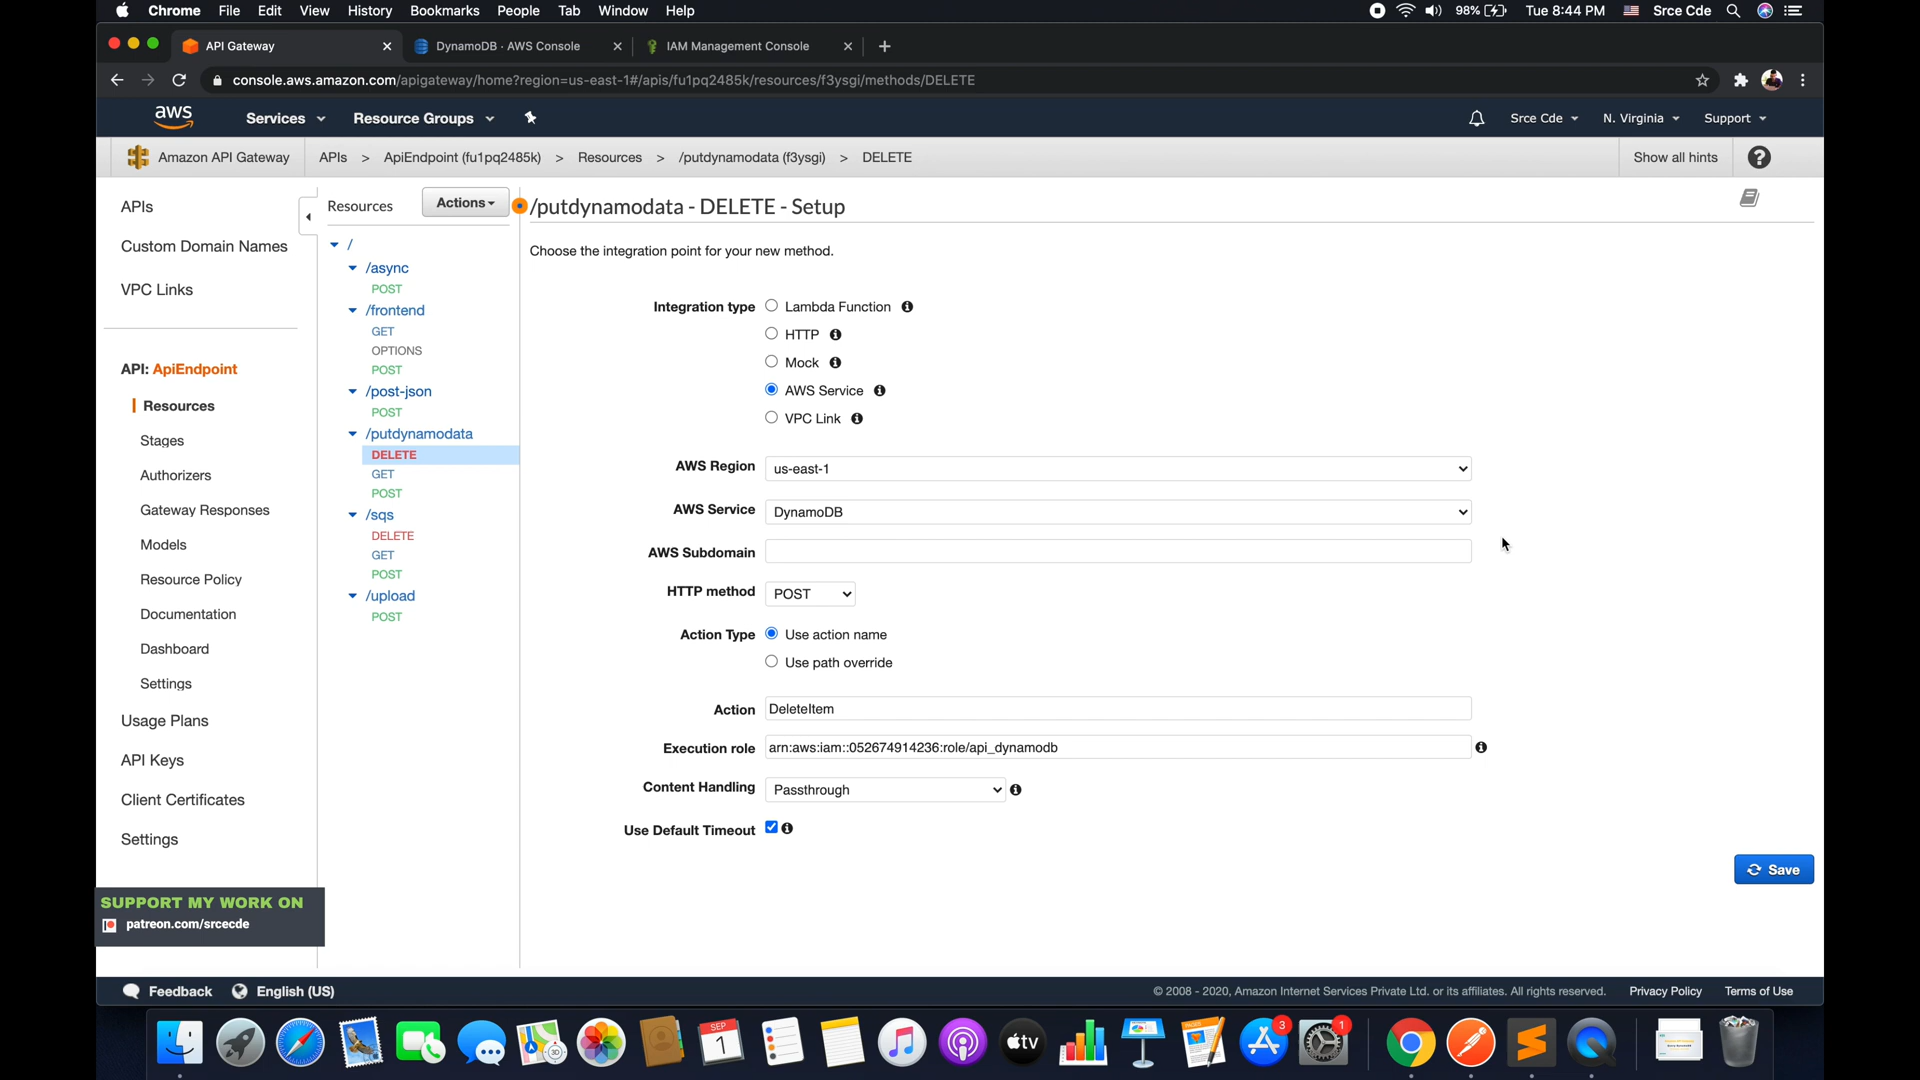 Chrome File Edit View History Bookmarks People Tab Window Help 98% Tue 8:44 PM Srce Cde
API Gateway DynamoDB · AWS Console IAM Management Console
console.aws.amazon.com/apigateway/home?region=us-east-1#/apis/fu1pq2485k/resources/f3ysgi/methods/DELETE
aws Services Resource Groups Srce Cde N. Virginia Support
Amazon API Gateway APIs > ApiEndpoint (fu1pq2485k) > Resources > /putdynamodata (f3ysgi) > DELETE Show all hints ?
APIs
Custom Domain Names
VPC Links
API: ApiEndpoint
Resources
Stages
Authorizers
Gateway Responses
Models
Resource Policy
Documentation
Dashboard
Settings
Usage Plans
API Keys
Client Certificates
Settings
SUPPORT MY WORK ON
patreon.com/srcecde
Resources Actions
/
/async
POST
/frontend
GET
OPTIONS
POST
/post-json
POST
/putdynamodata
DELETE
GET
POST
/sqs
DELETE
GET
POST
/upload
POST
/putdynamodata - DELETE - Setup
Choose the integration point for your new method.
Integration type Lambda Function
HTTP
Mock
AWS Service
VPC Link
AWS Region us-east-1
AWS Service DynamoDB
AWS Subdomain
HTTP method POST
Action Type Use action name
Use path override
Action DeleteItem
Execution role arn:aws:iam::052674914236:role/api_dynamodb
Content Handling Passthrough
Use Default Timeout
Save
Feedback English (US) © 2008 - 2020, Amazon Internet Services Private Ltd. or its affiliates. All rights reserved. Privacy Policy Terms of Use
SEP
1
3D
tv
PAGES
3
1